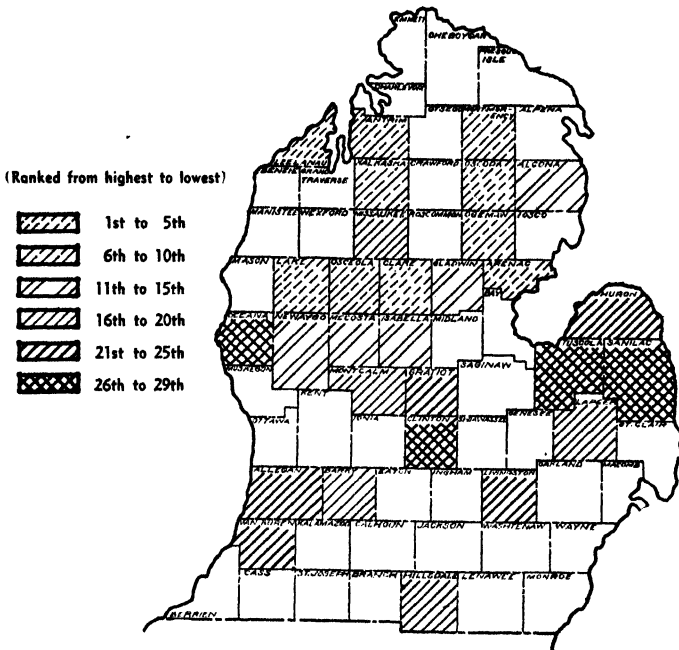 EMMETT
CHEBOYGAN
PRESQUE
ISLE
CHARLEVOIX
OTSEGO
ALPENA
ANTRIM
LEELANAU
KALKASKA
CRAWFORD
OSCODA
ALCONA
BENZIE
GRAND
TRAVERSE
(Ranked from highest to lowest)
MANISTEE
WEXFORD
MISSAUKEE
ROSCOMMON
OGEMAW
IOSCO
1st to 5th
6th to 10th
11th to 15th
16th to 20th
21st to 25th
26th to 29th
MASON
LAKE
OSCEOLA
CLARE
GLADWIN
ARENAC
BAY
HURON
OCEANA
NEWAYGO
MECOSTA
ISABELLA
MIDLAND
TUSCOLA
SANILAC
MUSKEGON
MONTCALM
GRATIOT
SAGINAW
KENT
LAPEER
OTTAWA
IONIA
CLINTON
SHIAWASSEE
GENESEE
ST. CLAIR
ALLEGAN
BARRY
EATON
INGHAM
LIVINGSTON
OAKLAND
MACOMB
VAN BUREN
KALAMAZOO
CALHOUN
JACKSON
WASHTENAW
WAYNE
CASS
ST. JOSEPH
BRANCH
HILLSDALE
LENAWEE
MONROE
BERRIEN